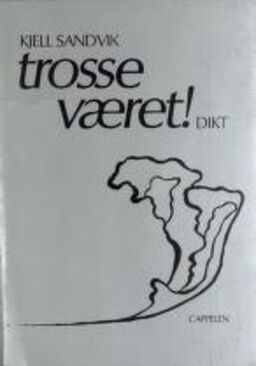 KJELL SANDVIK
trosse
været! DIKT
CAPPELEN